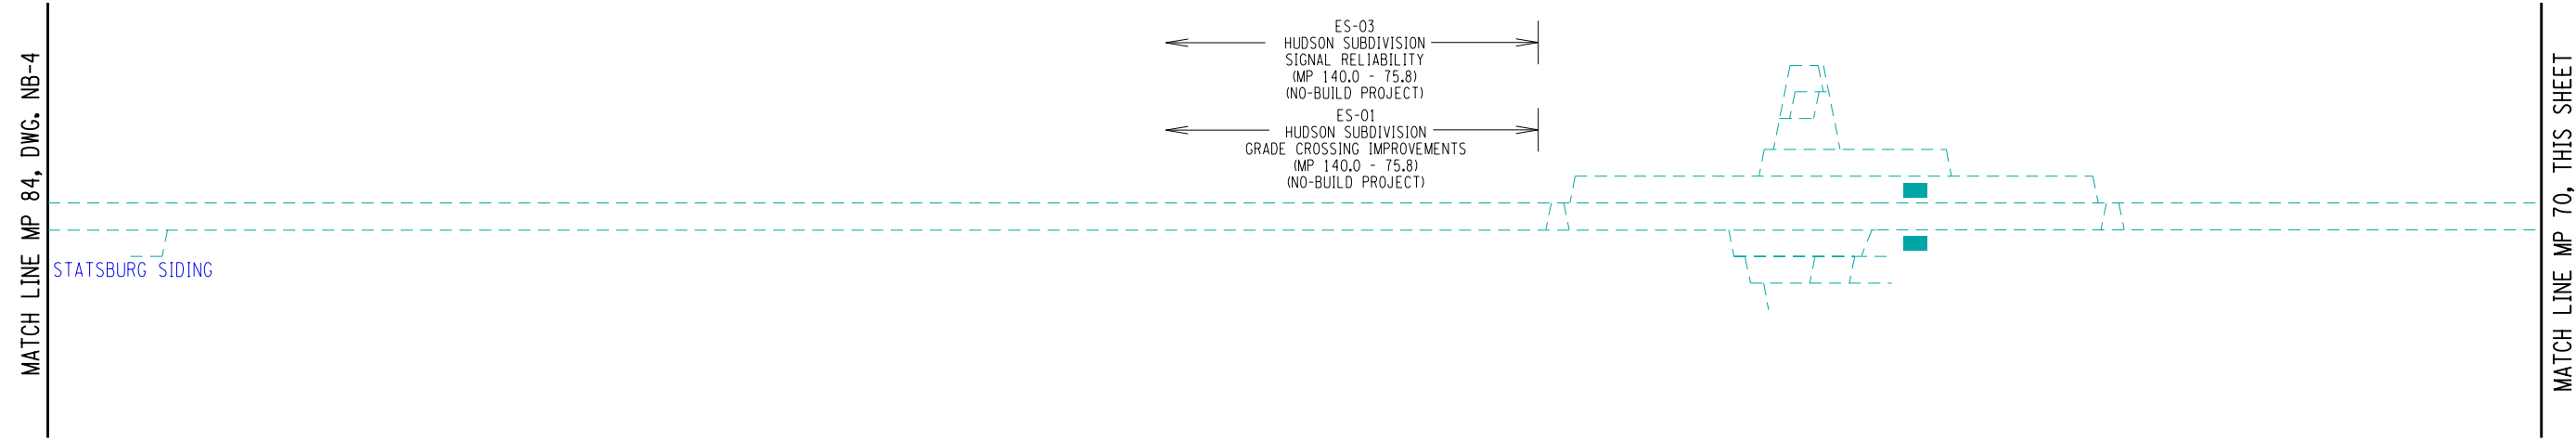 MATCH LINE MP 84, DWG. NB-4
STATSBURG SIDING
ES-03
HUDSON SUBDIVISION
SIGNAL RELIABILITY
(MP 140.0 - 75.8)
(NO-BUILD PROJECT)
ES-01
HUDSON SUBDIVISION
GRADE CROSSING IMPROVEMENTS
(MP 140.0 - 75.8)
(NO-BUILD PROJECT)
MATCH LINE MP 70, THIS SHEET